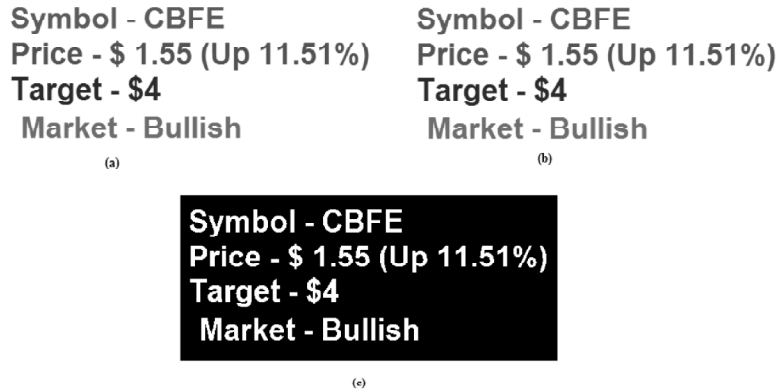 Symbol - CBFE
Price - $ 1.55 (Up 11.51%)
Target - $4
Market - Bullish
(a)
Symbol - CBFE
Price - $ 1.55 (Up 11.51%)
Target - $4
Market - Bullish
(b)
Symbol - CBFE
Price - $ 1.55 (Up 11.51%)
Target - $4
Market - Bullish
(c)